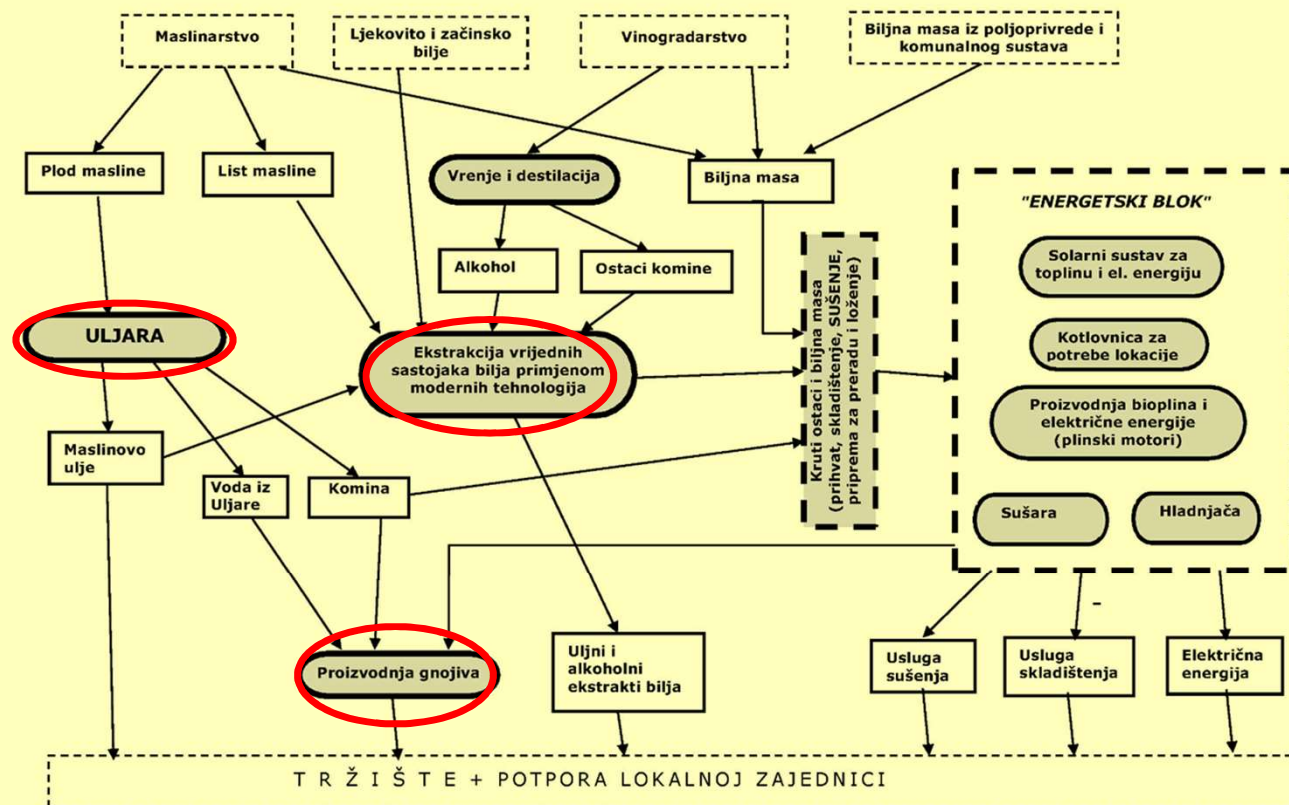 Maslinarstvo
Ljekovito i začinsko
bilje
Vinogradarstvo
Biljna masa iz poljoprivrede i
komunalnog sustava
Plod masline
List masline
Vrenje i destilacija
Biljna masa
"ENERGETSKI BLOK"
Solarni sustav za
toplinu i el. energiju
Alkohol
Ostaci komine
Kruti ostaci i biljna masa
(prihvat, skladištenje, SUŠENJE,
priprema za preradu i loženje)
ULJARA
Ekstrakcija vrijednih
sastojaka bilja primjenom
modernih tehnologija
Kotlovnica za
potrebe lokacije
Proizvodnja bioplina i
električne energije
(plinski motori)
Maslinovo
ulje
Voda iz
Uljare
Komina
Sušara
Hladnjača
–
Proizvodnja gnojiva
Uljni i
alkoholni
ekstrakti bilja
Usluga
sušenja
Usluga
skladištenja
Električna
energija
T R Ž I Š T E + POTPORA LOKALNOJ ZAJEDNICI